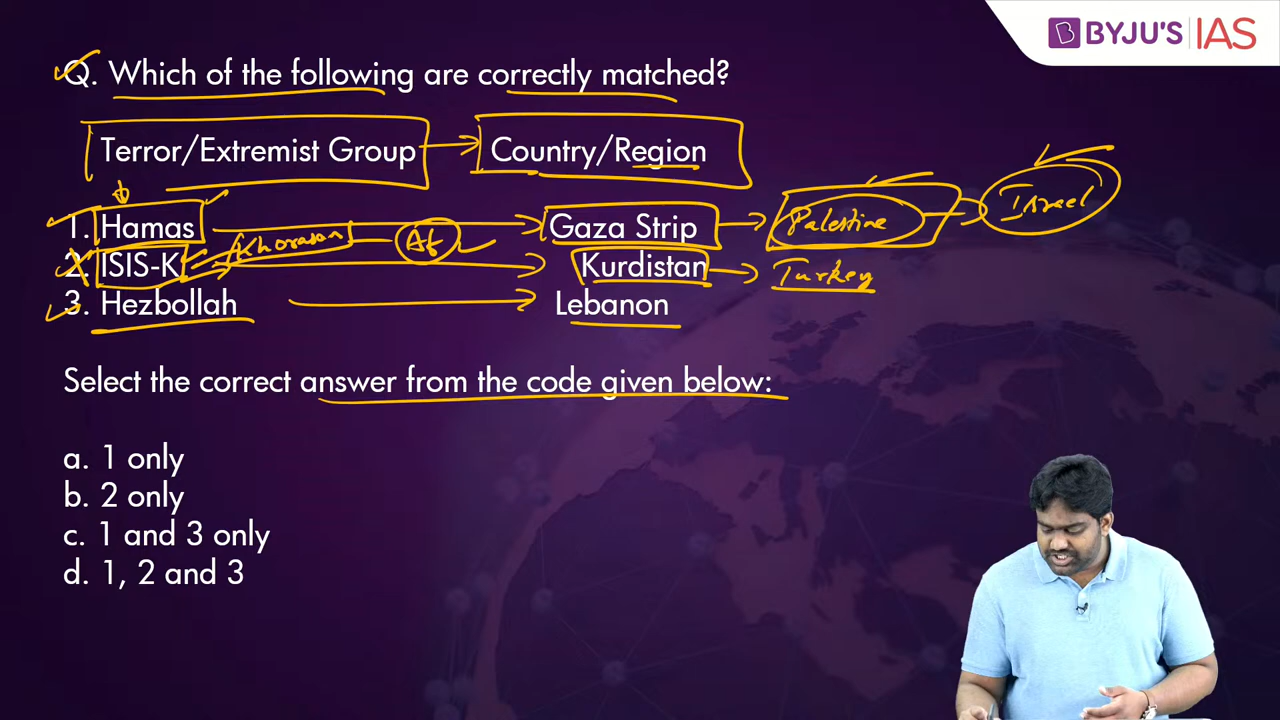 BYJU'S IAS
Q. Which of the following are correctly matched?
Terror/Extremist Group Country/Region
1. Hamas Gaza Strip Palestine Israel
Khorasan Af
2. ISIS-K Kurdistan Turkey
3. Hezbollah Lebanon
Select the correct answer from the code given below:
a. 1 only
b. 2 only
c. 1 and 3 only
d. 1, 2 and 3